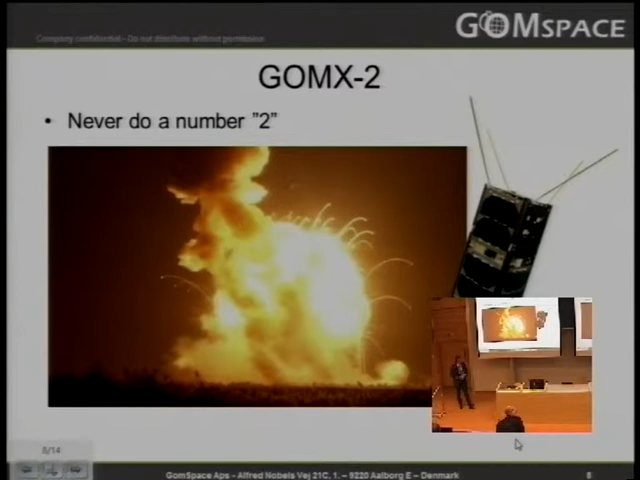 Company confidential - Do not distribute without permission
GOMSPACE
GOMX-2
• Never do a number "2"
GomSpace Aps - Alfred Nobels Vej 21C, 1. – 9220 Aalborg E – Denmark